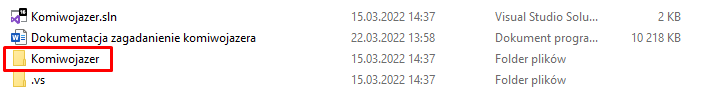 Komiwojazer.sln 15.03.2022 14:37 Visual Studio Solu... 2 KB
Dokumentacja zagadanienie komiwojazera 22.03.2022 13:58 Dokument progra... 10 218 KB
Komiwojazer 15.03.2022 14:37 Folder plików
.vs 15.03.2022 14:37 Folder plików